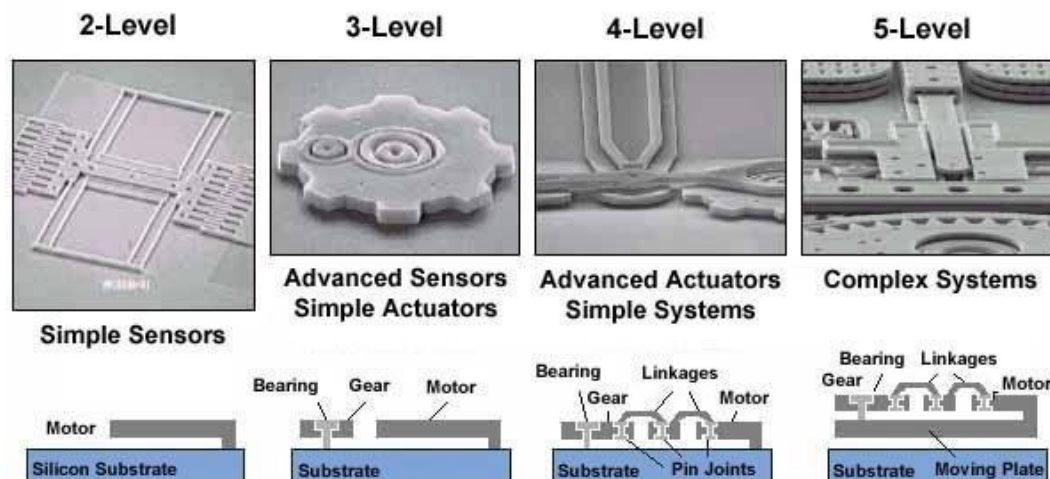 2-Level
3-Level
4-Level
5-Level
Simple Sensors
Advanced Sensors
Simple Actuators
Advanced Actuators
Simple Systems
Complex Systems
Motor
Silicon Substrate
Bearing
Gear
Motor
Substrate
Bearing
Gear
Linkages
Motor
Substrate
Pin Joints
Bearing
Linkages
Gear
Motor
Substrate
Moving Plate